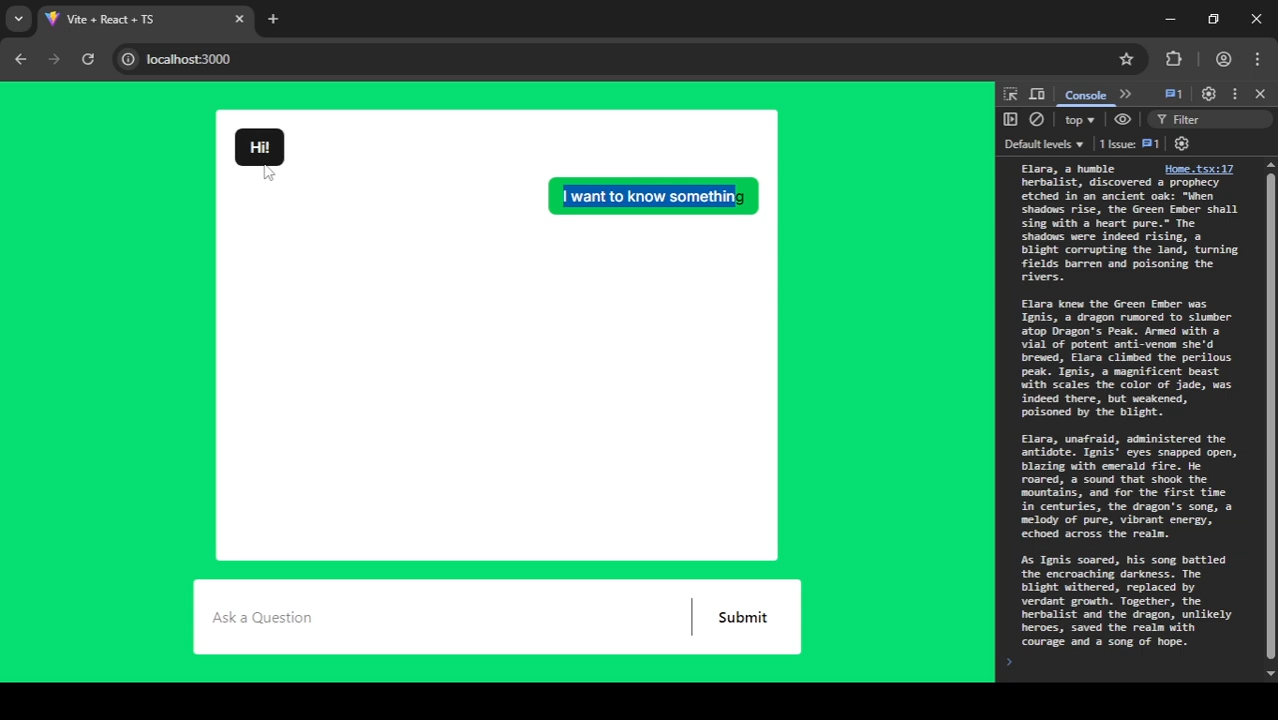 Vite + React + TS
localhost:3000
Hi!
I want to know something
Ask a Question
Submit
Console
1
top
Filter
Default levels
1 Issue:
1
Elara, a humble
Home.tsx:17
herbalist, discovered a prophecy
etched in an ancient oak: "When
shadows rise, the Green Ember shall
sing with a heart pure." The
shadows were indeed rising, a
blight corrupting the land, turning
fields barren and poisoning the
rivers.
Elara knew the Green Ember was
Ignis, a dragon rumored to slumber
atop Dragon's Peak. Armed with a
vial of potent anti-venom she'd
brewed, Elara climbed the perilous
peak. Ignis, a magnificent beast
with scales the color of jade, was
indeed there, but weakened,
poisoned by the blight.
Elara, unafraid, administered the
antidote. Ignis' eyes snapped open,
blazing with emerald fire. He
roared, a sound that shook the
mountains, and for the first time
in centuries, the dragon's song, a
melody of pure, vibrant energy,
echoed across the realm.
As Ignis soared, his song battled
the encroaching darkness. The
blight withered, replaced by
verdant growth. Together, the
herbalist and the dragon, unlikely
heroes, saved the realm with
courage and a song of hope.